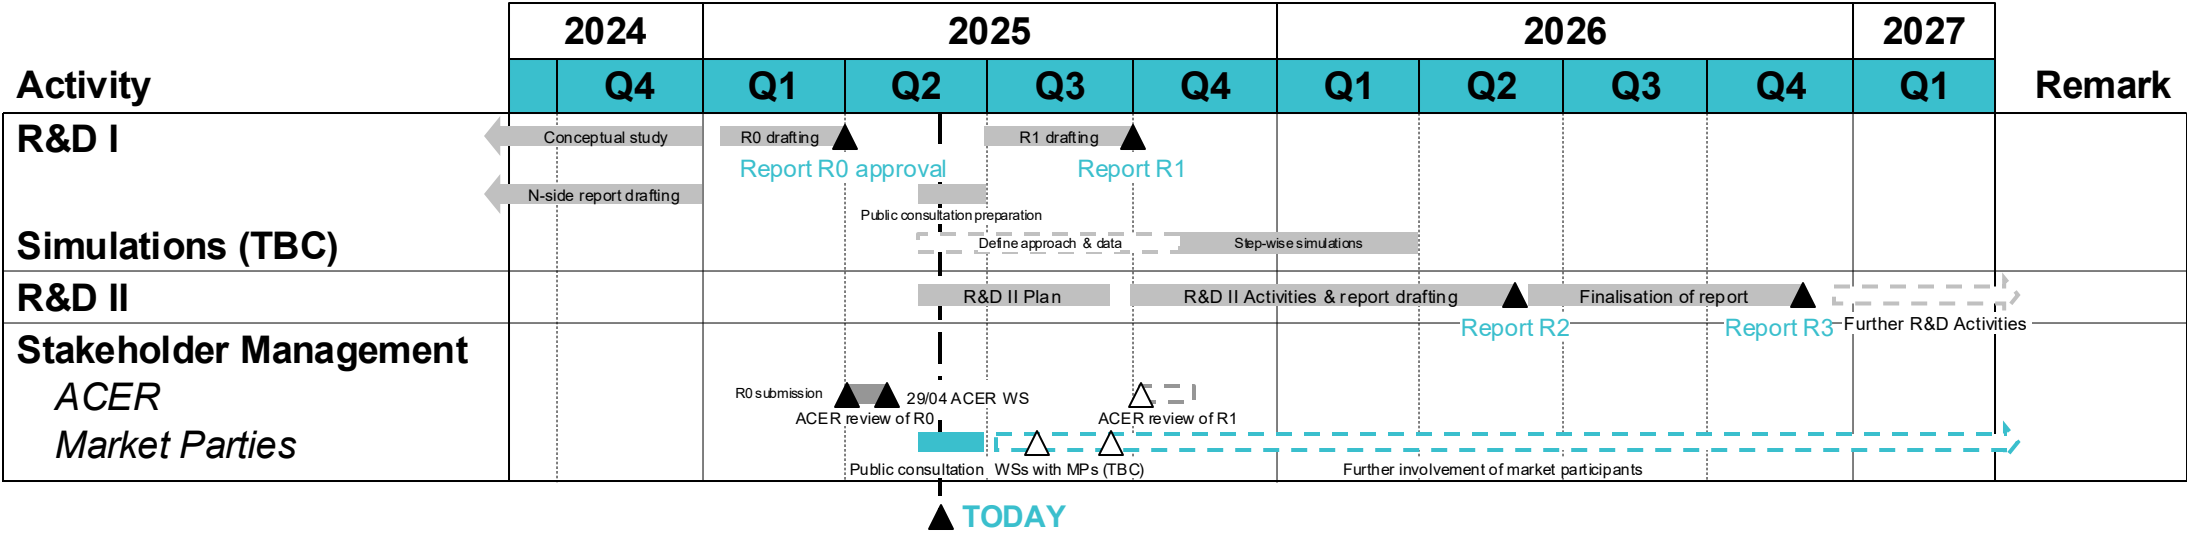 2024 2025 2026 2027
Activity Q4 Q1 Q2 Q3 Q4 Q1 Q2 Q3 Q4 Q1 Remark
R&D I Conceptual study R0 drafting R1 drafting
Report R0 approval Report R1
N-side report drafting
Public consultation preparation
Simulations (TBC) Define approach & data Step-wise simulations
R&D II R&D II Plan R&D II Activities & report drafting Finalisation of report
Report R2 Report R3 Further R&D Activities
Stakeholder Management
ACER R0 submission 29/04 ACER WS
ACER review of R0 ACER review of R1
Market Parties
Public consultation WSs with MPs (TBC) Further involvement of market participants
TODAY